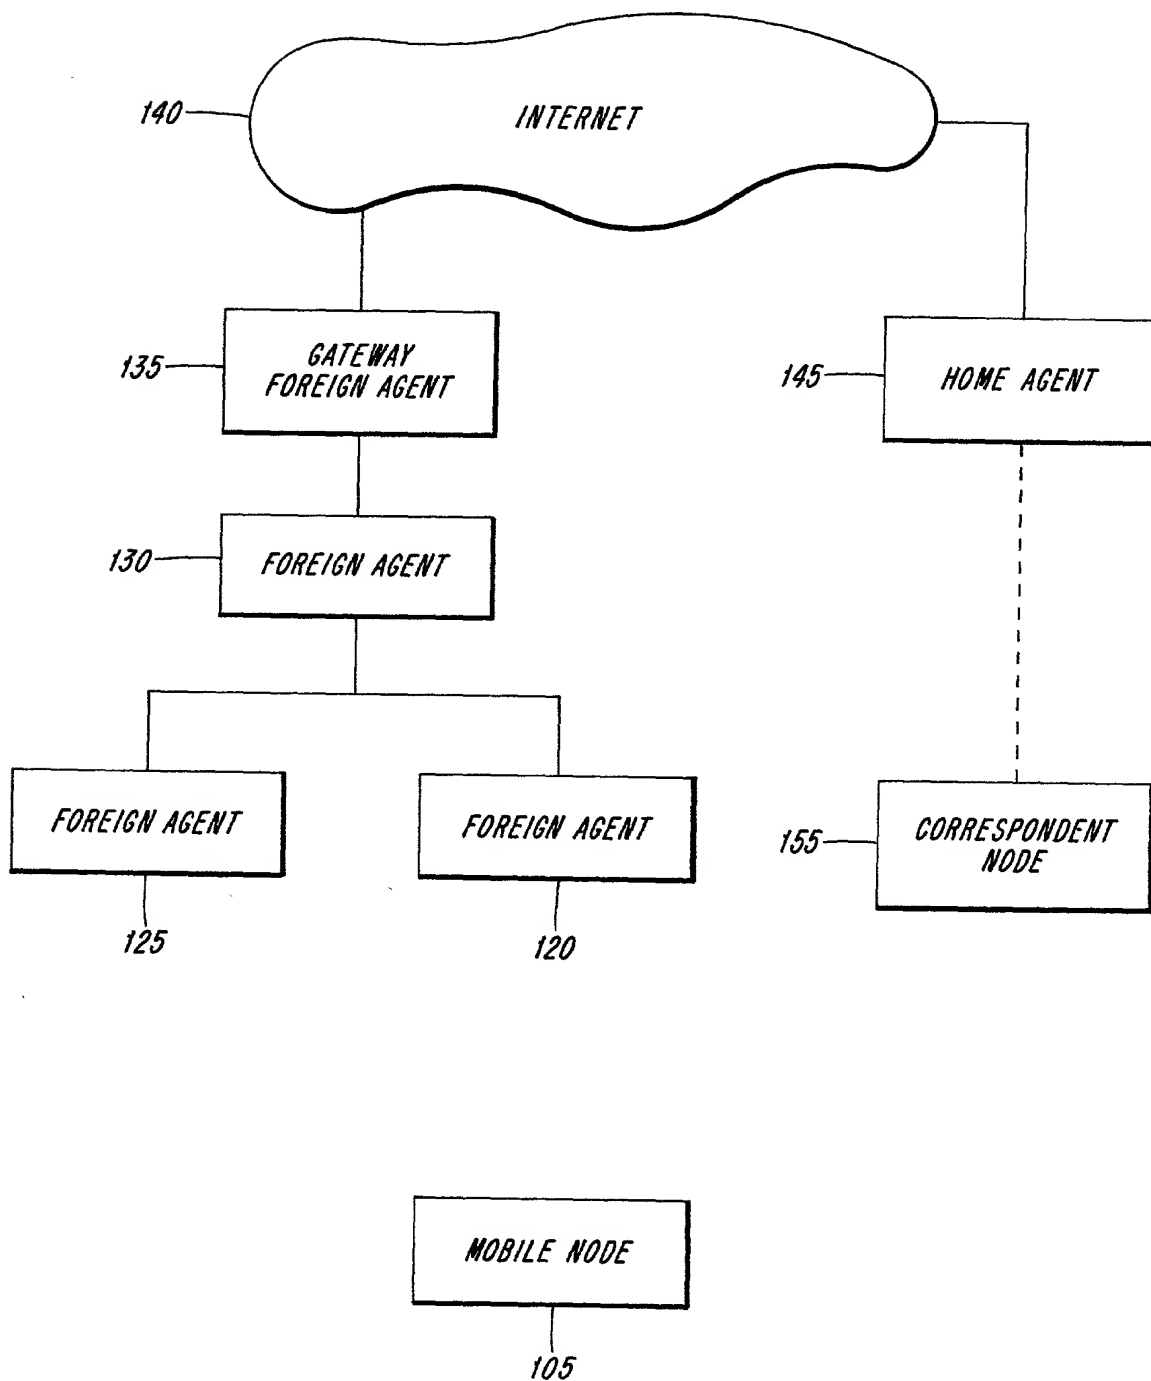 140
INTERNET
135
GATEWAY
FOREIGN AGENT
145
HOME AGENT
130
FOREIGN AGENT
FOREIGN AGENT
FOREIGN AGENT
155
CORRESPONDENT
NODE
125
120
MOBILE NODE
105